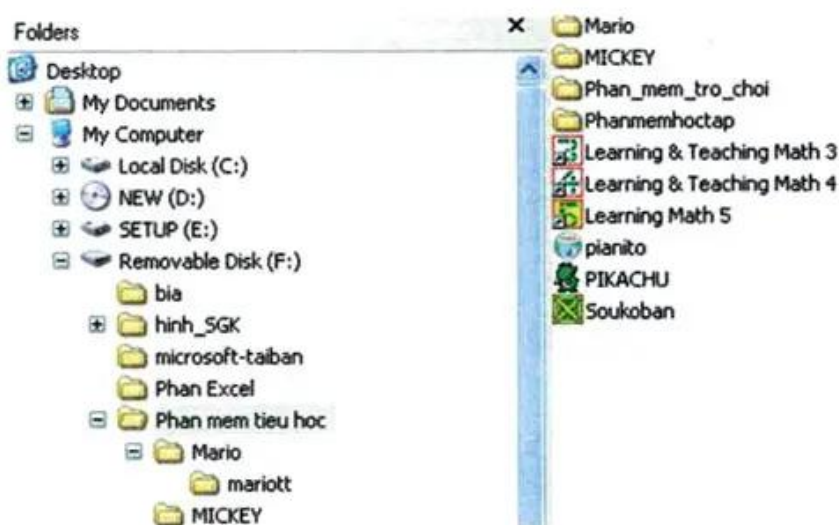 Folders
Desktop
My Documents
My Computer
Local Disk (C:)
NEW (D:)
SETUP (E:)
Removable Disk (F:)
bia
hinh_SGK
microsoft-taiban
Phan Excel
Phan mem tieu hoc
Mario
mariott
MICKEY
Mario
MICKEY
Phan_mem_tro_choi
Phanmemhoctap
Learning & Teaching Math 3
Learning & Teaching Math 4
Learning Math 5
pianito
PIKACHU
Soukoban